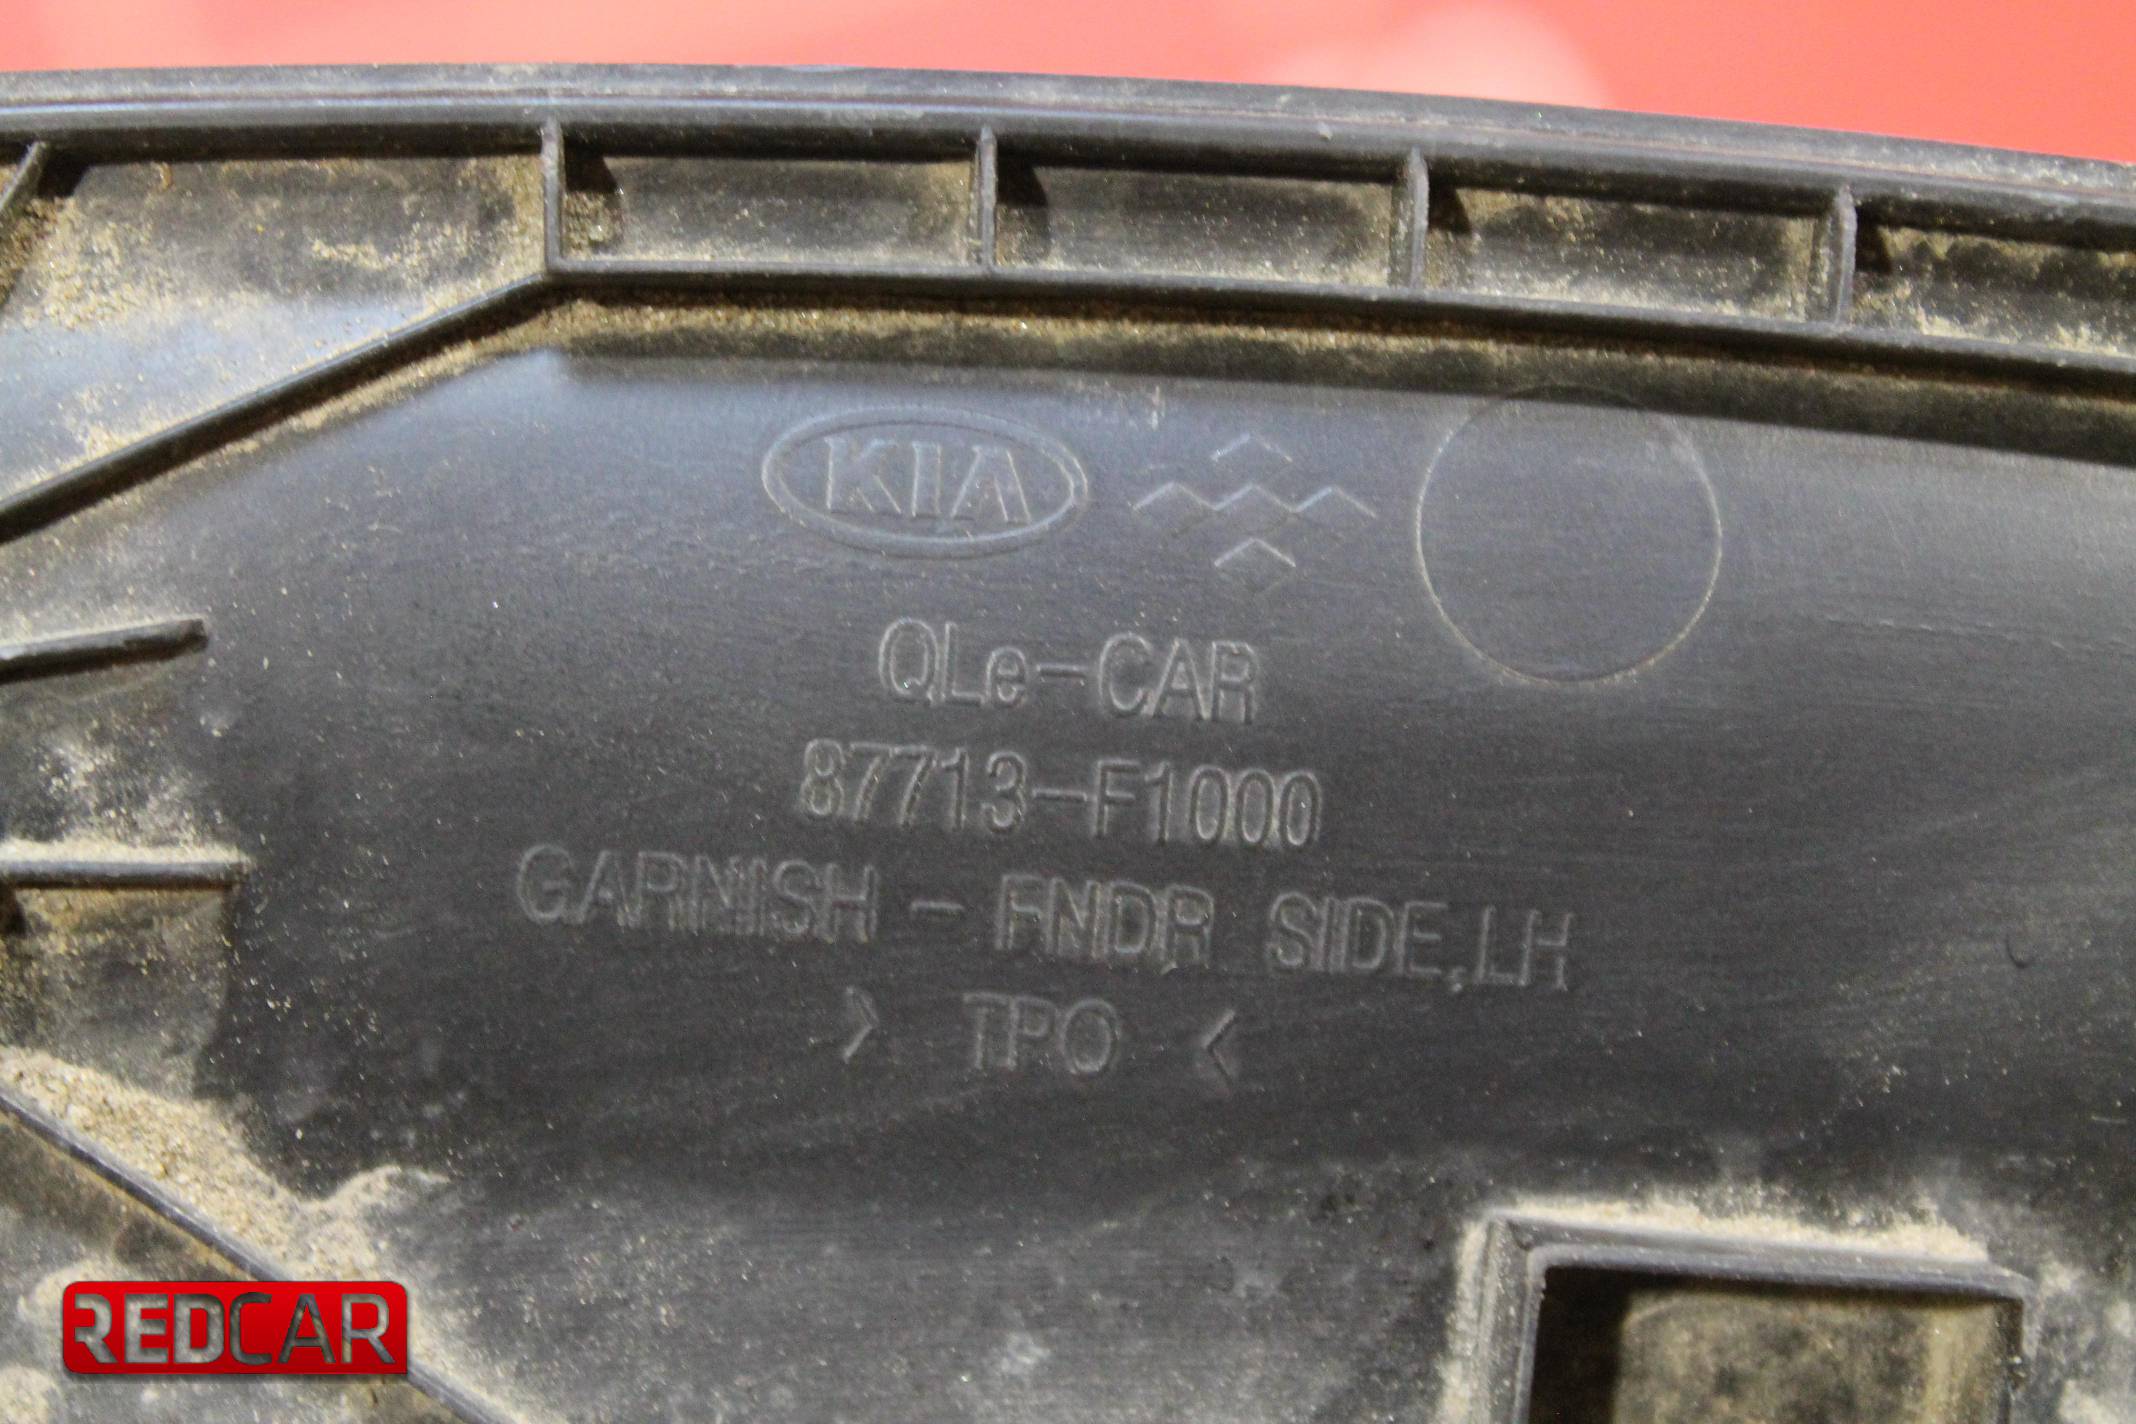 KIA
QLe-CAR
87713-F1000
GARNISH - FNDR SIDE,LH
> TPO <
REDCAR